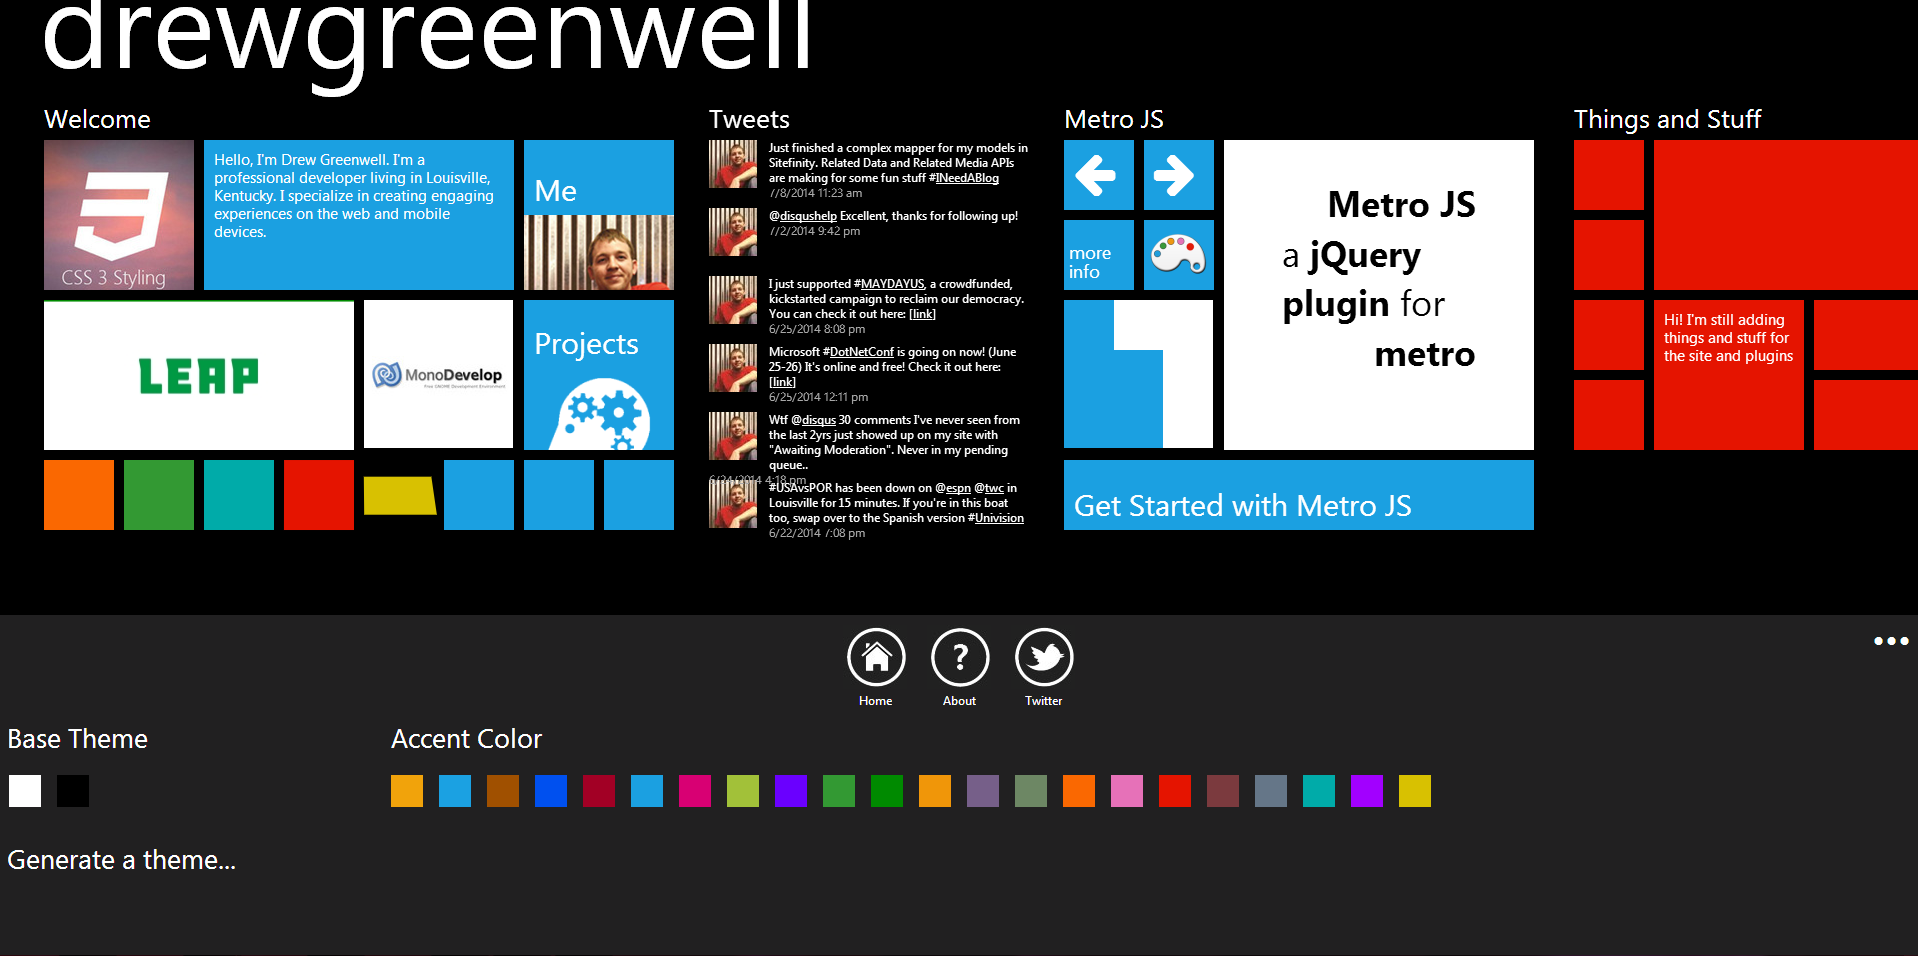 drewgreenwell
Welcome
CSS 3 Styling
Hello, I'm Drew Greenwell. I'm a
professional developer living in Louisville,
Kentucky. I specialize in creating engaging
experiences on the web and mobile
devices.
Me
LEAP
MonoDevelop
Free GNOME Development Environment
Projects
Tweets
Just finished a complex mapper for my models in
Sitefinity. Related Data and Related Media APIs
are making for some fun stuff #INeedABlog
7/8/2014 11:23 am
@disqushelp Excellent, thanks for following up!
7/2/2014 9:42 pm
I just supported #MAYDAYUS, a crowdfunded,
kickstarted campaign to reclaim our democracy.
You can check it out here: [link]
6/25/2014 8:08 pm
Microsoft #DotNetConf is going on now! (June
25-26) It's online and free! Check it out here:
[link]
6/25/2014 12:11 pm
Wtf @disqus 30 comments I've never seen from
the last 2yrs just showed up on my site with
"Awaiting Moderation". Never in my pending
queue..
6/24/2014 4:18 pm
#USAvsPOR has been down on @espn @twc in
Louisville for 15 minutes. If you're in this boat
too, swap over to the Spanish version #Univision
6/22/2014 7:08 pm
Metro JS
more
info
Metro JS
a jQuery
plugin for
metro
Get Started with Metro JS
Things and Stuff
Hi! I'm still adding
things and stuff for
the site and plugins
Home
About
Twitter
Base Theme
Accent Color
Generate a theme...